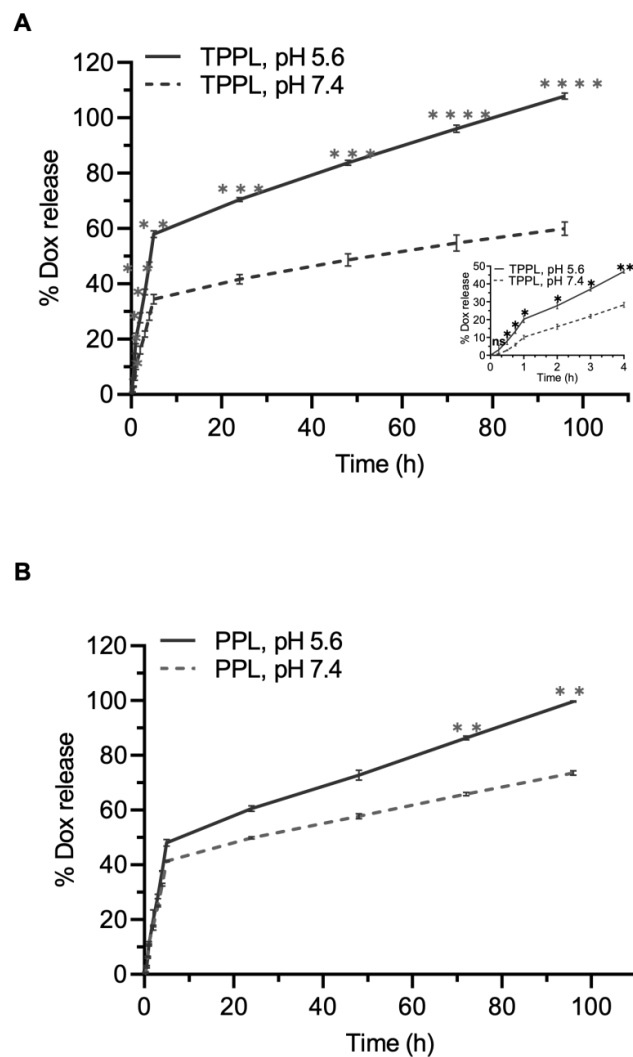 A
TPPL, pH 5.6
TPPL, pH 7.4
120
100
80
60
40
20
0
% Dox release
* * * *
* * * *
* * *
* * *
* *
0 20 40 60 80 100
Time (h)
TPPL, pH 5.6
TPPL, pH 7.4
50
40
30
20
10
0
% Dox release
ns
*
*
*
*
*
**
0 1 2 3 4
Time (h)
B
PPL, pH 5.6
PPL, pH 7.4
120
100
80
60
40
20
0
% Dox release
* *
* *
0 20 40 60 80 100
Time (h)